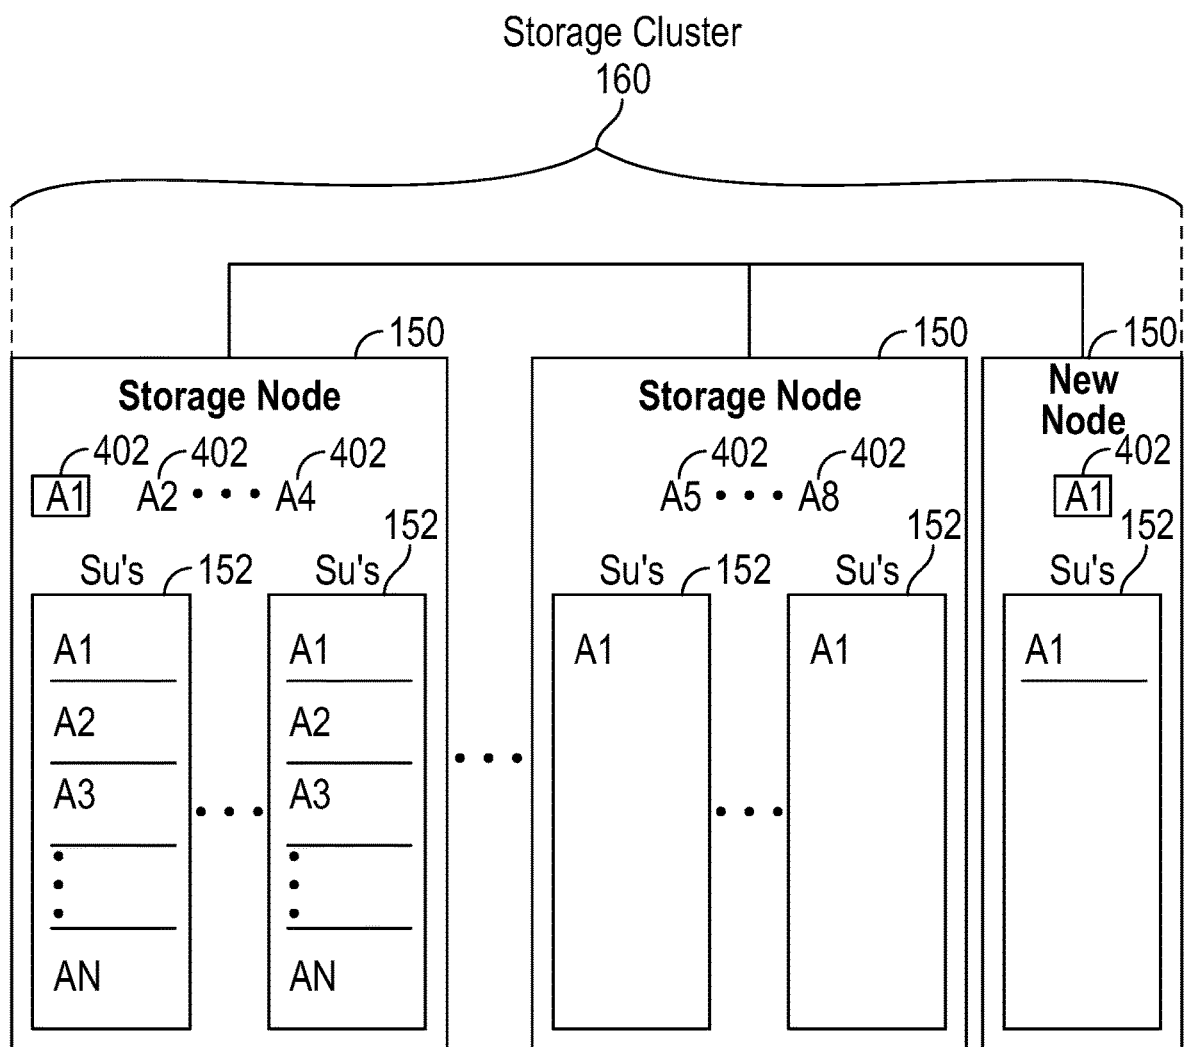 Storage Cluster
160
150 150 150
Storage Node Storage Node New
Node
402 402 402 402 402 402
A1 A2 • • • A4 A5 • • • A8 A1
152 152 152
Su's 152 Su's Su's 152 Su's Su's
A1 A1 A1 A1 A1
A2 A2
• • •
A3 • • • A3 • • • 
AN AN